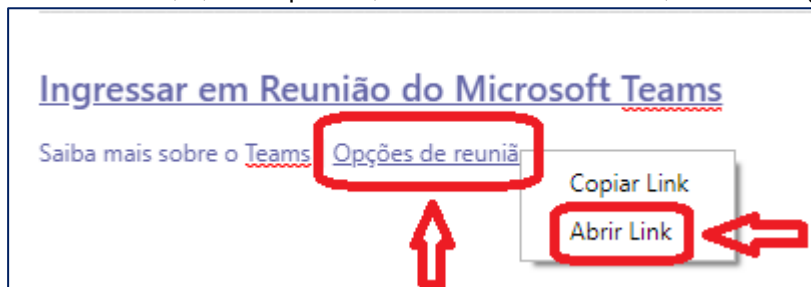 Ingressar em Reunião do Microsoft Teams
Saiba mais sobre o Teams Opções de reuniã
Copiar Link
Abrir Link